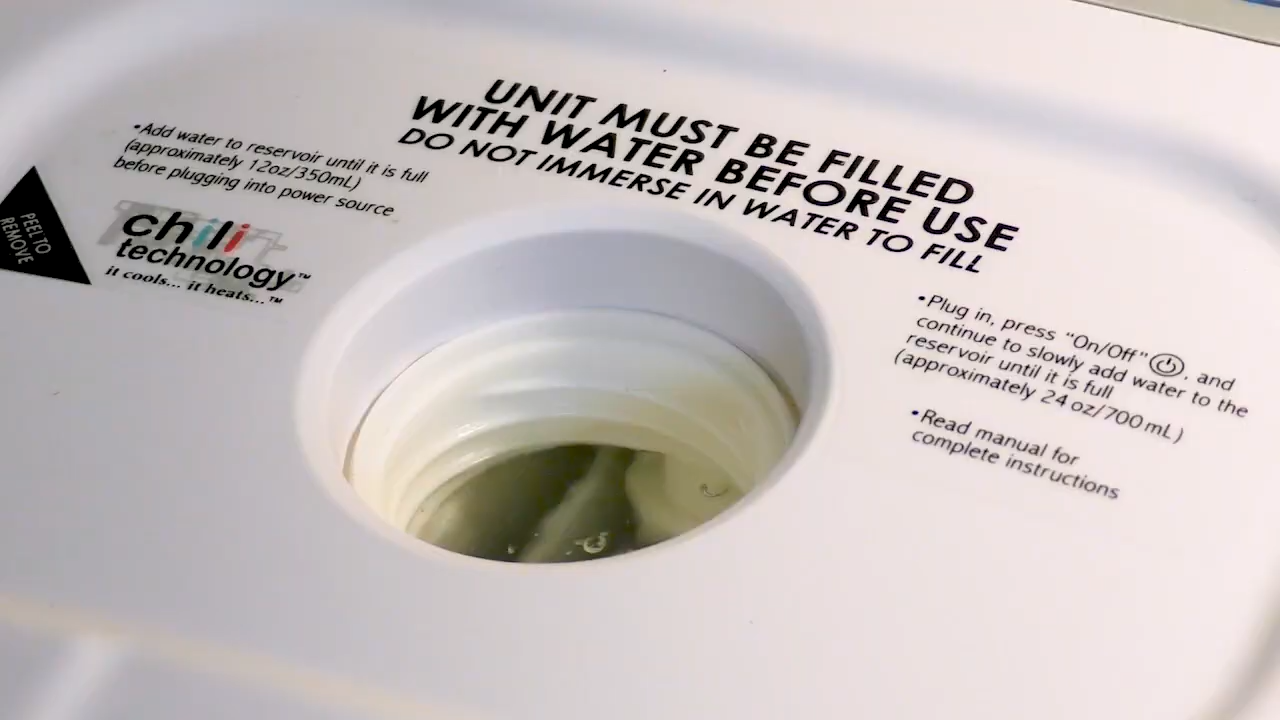 UNIT MUST BE FILLED
WITH WATER BEFORE USE
DO NOT IMMERSE IN WATER TO FILL
•Add water to reservoir until it is full
(approximately 12oz/350mL)
before plugging into power source
PEEL TO
REMOVE
chili
technology™
it cools... it heats...™
•Plug in, press "On/Off" , and
continue to slowly add water to the
reservoir until it is full
(approximately 24 oz/700 mL)
•Read manual for
complete instructions